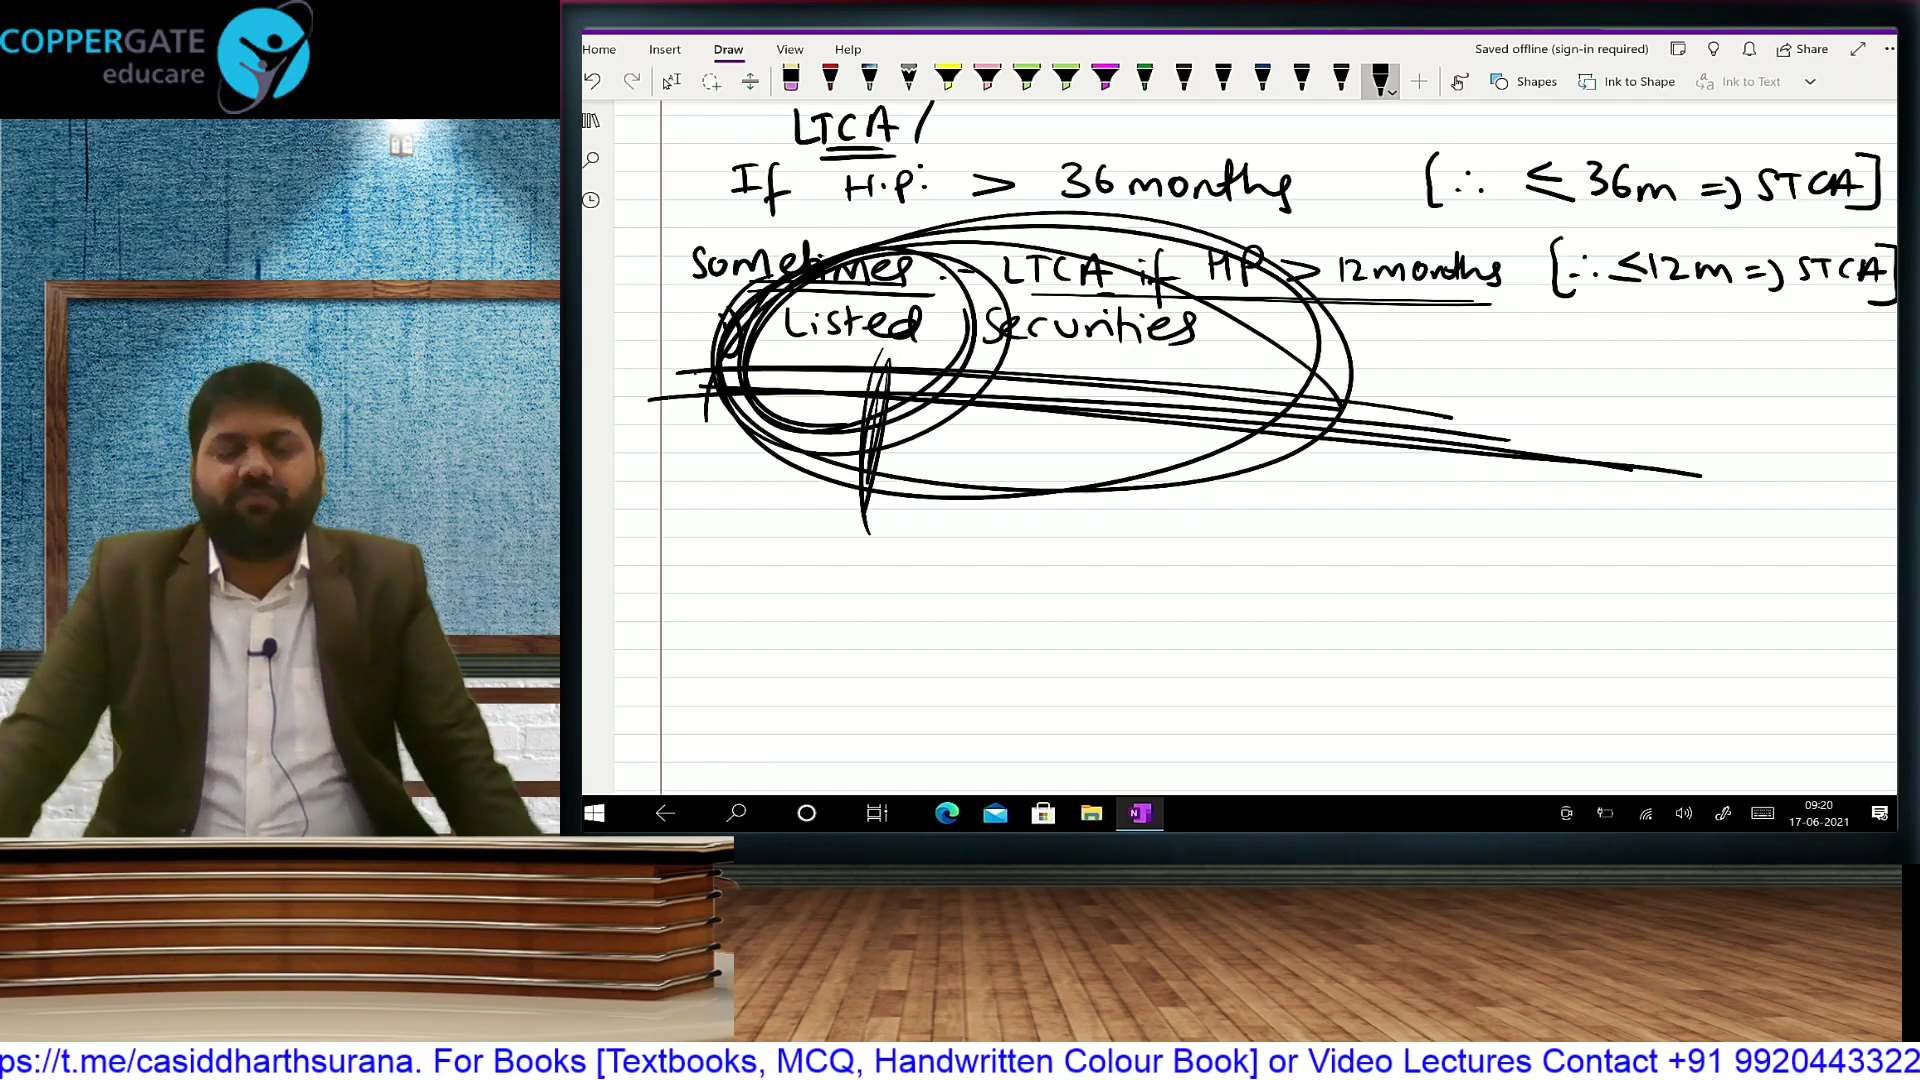 COPPERGATE
educare
Home Insert Draw View Help
Saved offline (sign-in required) Share
Shapes Ink to Shape Ink to Text
LTCA /
If H.P. > 36 months [∴ ≤ 36m => STCA]
Sometimes :- LTCA if HP > 12 months [∴ ≤12m => STCA]
Listed Securities
09:20
17-06-2021
ps://t.me/casiddharthsurana. For Books [Textbooks, MCQ, Handwritten Colour Book] or Video Lectures Contact +91 9920443322